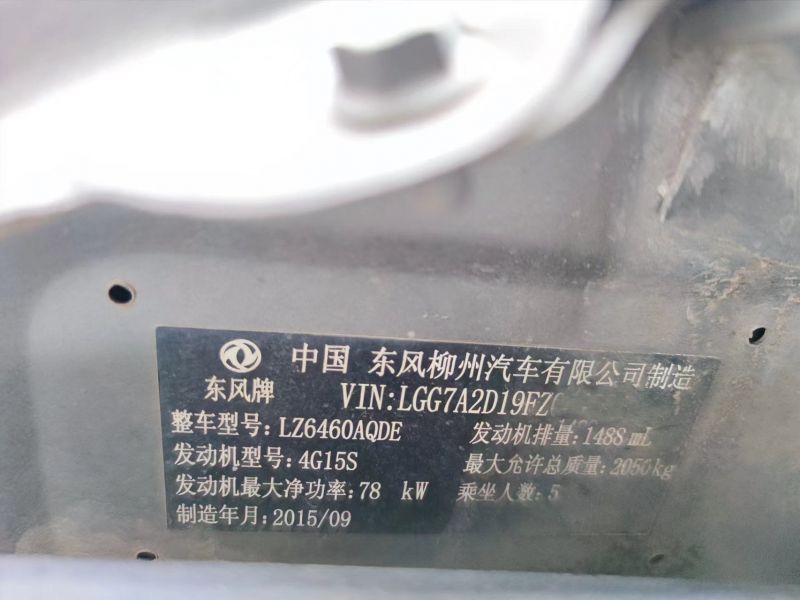 中国 东风柳州汽车有限公司制造
东风牌 VIN:LGG7A2D19FZ
整车型号:LZ6460AQDE 发动机排量:1488 mL
发动机型号:4G15S 最大允许总质量:2050kg
发动机最大净功率:78 kW 乘坐人数:5
制造年月:2015/09